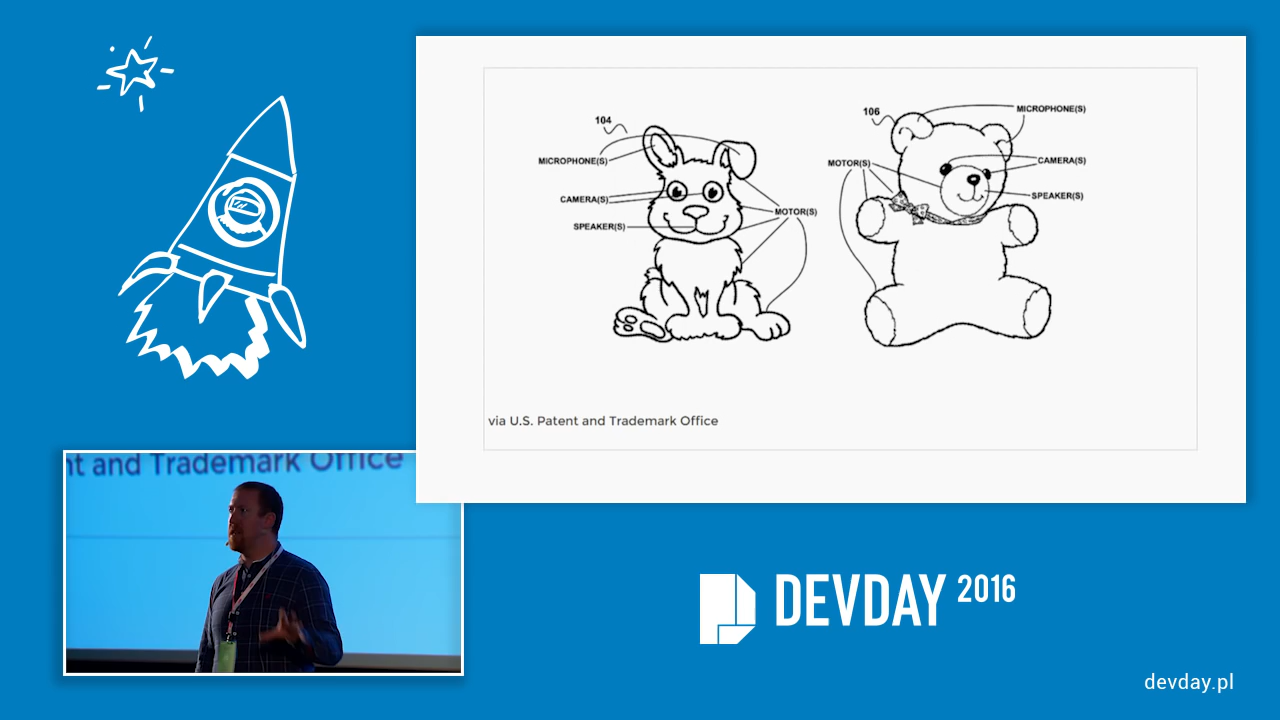 104
MICROPHONE(S)
CAMERA(S)
SPEAKER(S)
MOTOR(S)
106
MICROPHONE(S)
MOTOR(S)
CAMERA(S)
SPEAKER(S)
via U.S. Patent and Trademark Office
nt and Trademark Office
DEVDAY 2016
devday.pl